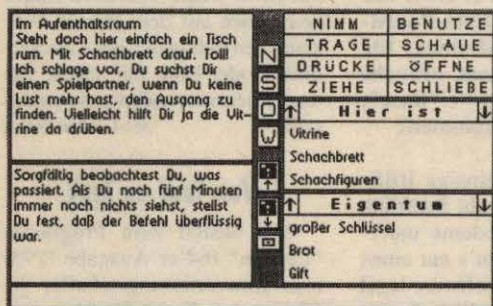 Im Aufenthaltsraum
Steht doch hier einfach ein Tisch
rum. Mit Schachbrett drauf. Toll!
Ich schlage vor, Du suchst Dir
einen Spielpartner, wenn Du keine
Lust mehr hast, den Ausgang zu
finden. Vielleicht hilft Dir ja die Vit-
rine da drüben.
Sorgfältig beobachtest Du, was
passiert. Als Du nach fünf Minuten
immer noch nichts siehst, stellst
Du fest, daß der Befehl überflüssig
war.
N
S
O
W
NIMM BENUTZE
TRAGE SCHAUE
DRÜCKE ÖFFNE
ZIEHE SCHLIEßE
Hier ist
Vitrine
Schachbrett
Schachfiguren
Eigentum
großer Schlüssel
Brot
Gift